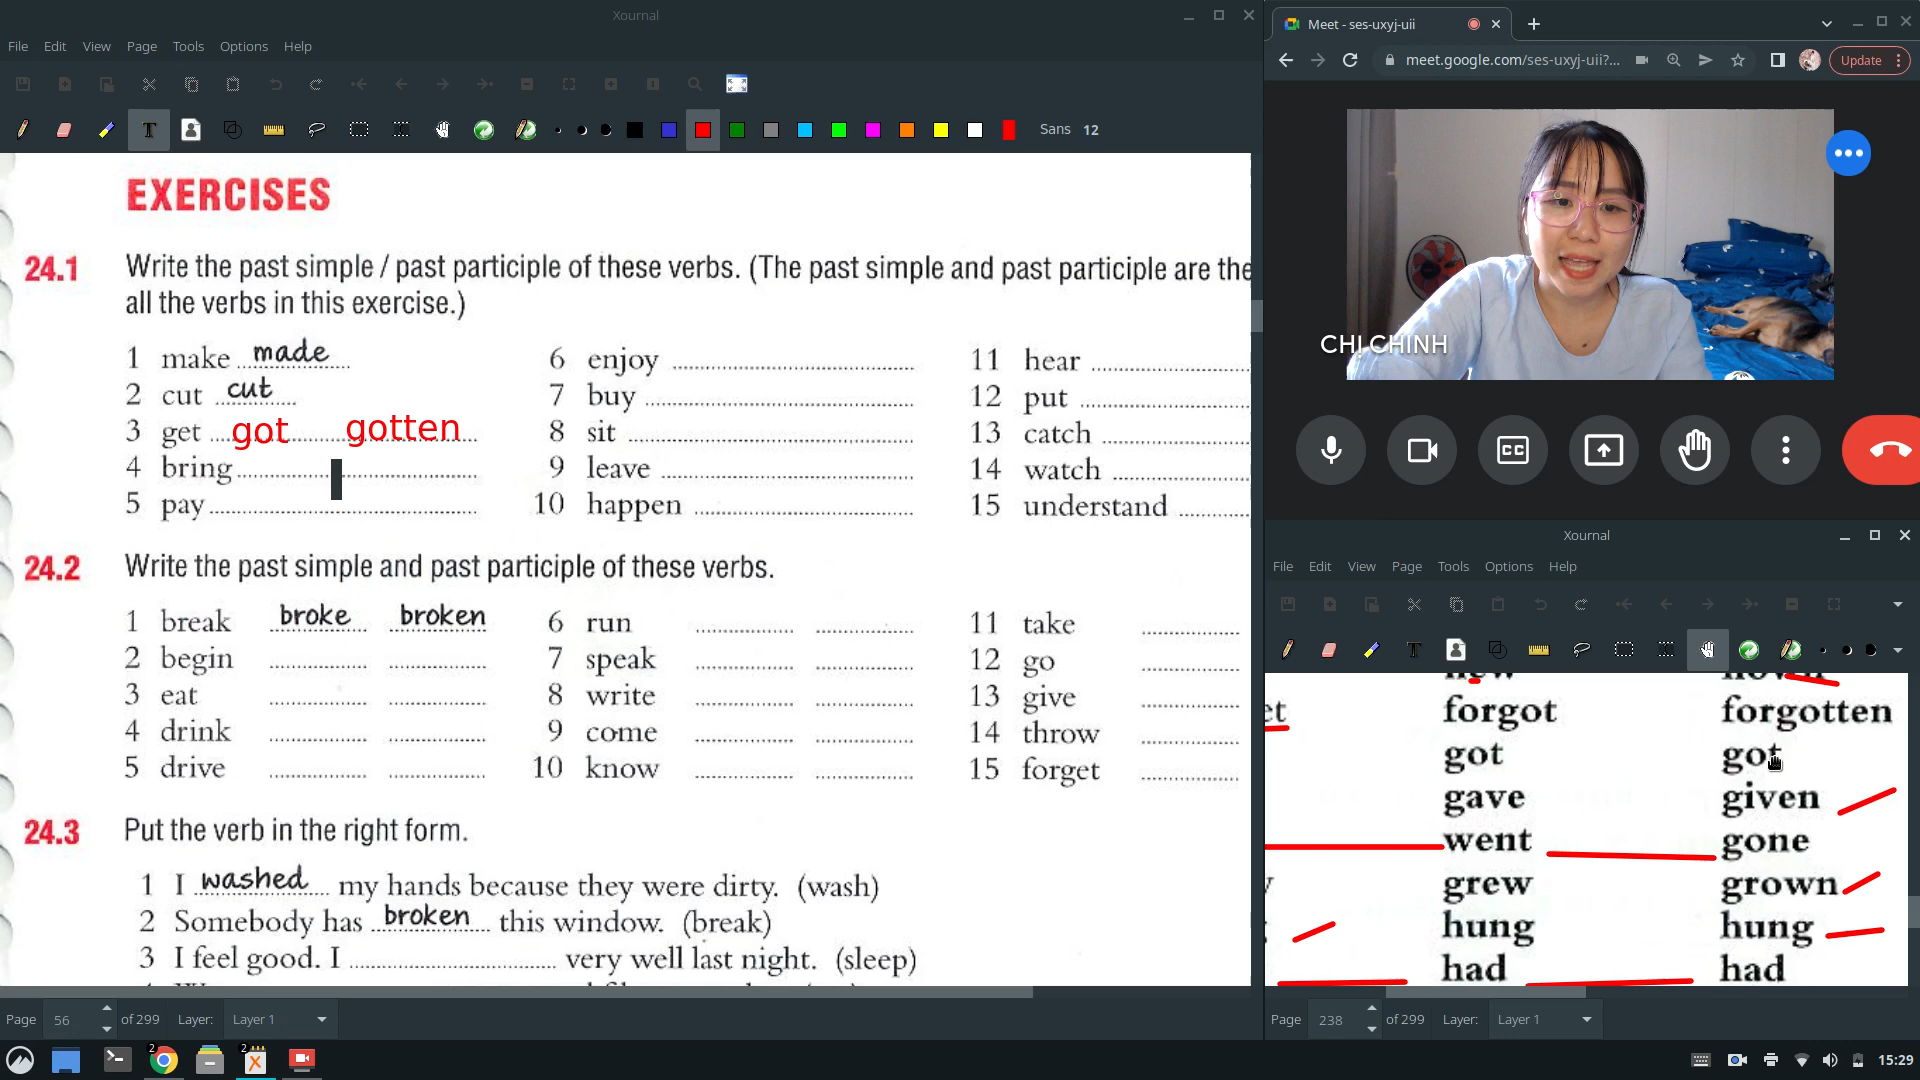 Xournal
File Edit View Page Tools Options Help
Sans 12
EXERCISES
24.1 Write the past simple / past participle of these verbs. (The past simple and past participle are the
all the verbs in this exercise.)
1 make made 6 enjoy 11 hear
2 cut cut 7 buy 12 put
3 get got gotten 8 sit 13 catch
4 bring 9 leave 14 watch
5 pay 10 happen 15 understand
24.2 Write the past simple and past participle of these verbs.
1 break broke broken 6 run 11 take
2 begin 7 speak 12 go
3 eat 8 write 13 give
4 drink 9 come 14 throw
5 drive 10 know 15 forget
24.3 Put the verb in the right form.
1 I washed my hands because they were dirty. (wash)
2 Somebody has broken this window. (break)
3 I feel good. I very well last night. (sleep)
Page 56 of 299 Layer: Layer 1
Meet - ses-uxyj-uii
meet.google.com/ses-uxyj-uii?... Update
CHỊ CHINH
CC
Xournal
File Edit View Page Tools Options Help
forgot forgotten
got got
gave given
went gone
grew grown
hung hung
had had
Page 238 of 299 Layer: Layer 1
2 2 15:29